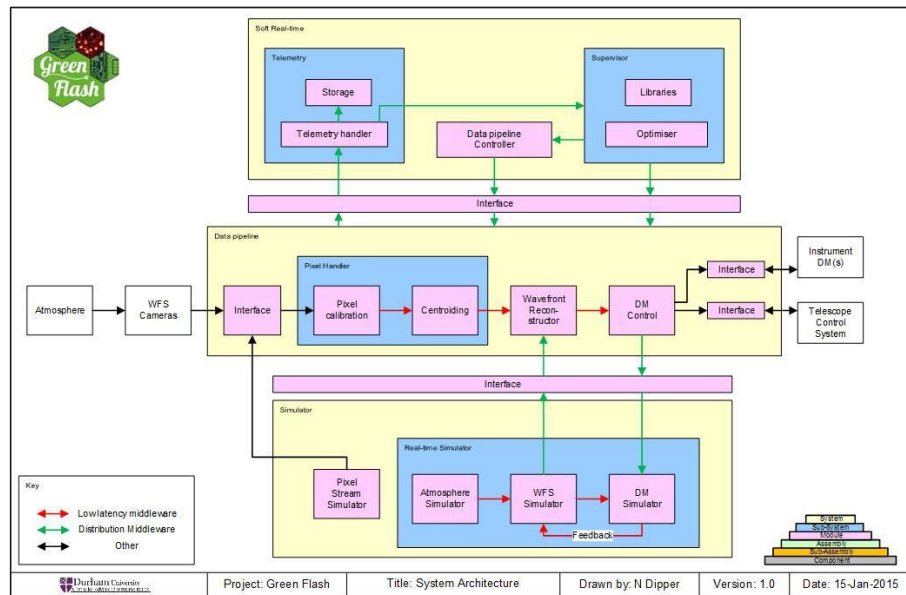 Green
Flash
Soft Real-time
Telemetry
Storage
Telemetry handler
Data pipeline
Controller
Supervisor
Libraries
Optimiser
Interface
Data pipeline
Pixel Handler
Atmosphere
WFS
Cameras
Interface
Pixel
calibration
Centroiding
Wavefront
Recon-
structor
DM
Control
Interface
Interface
Instrument
DM(s)
Telescope
Control
System
Interface
Simulator
Real-time Simulator
Pixel
Stream
Simulator
Atmosphere
Simulator
WFS
Simulator
DM
Simulator
Feedback
Key
Low latency middleware
Distribution Middleware
Other
System
Sub-System
Module
Assembly
Sub-Assembly
Component
Durham University
Project: Green Flash
Title: System Architecture
Drawn by: N Dipper
Version: 1.0
Date: 15-Jan-2015